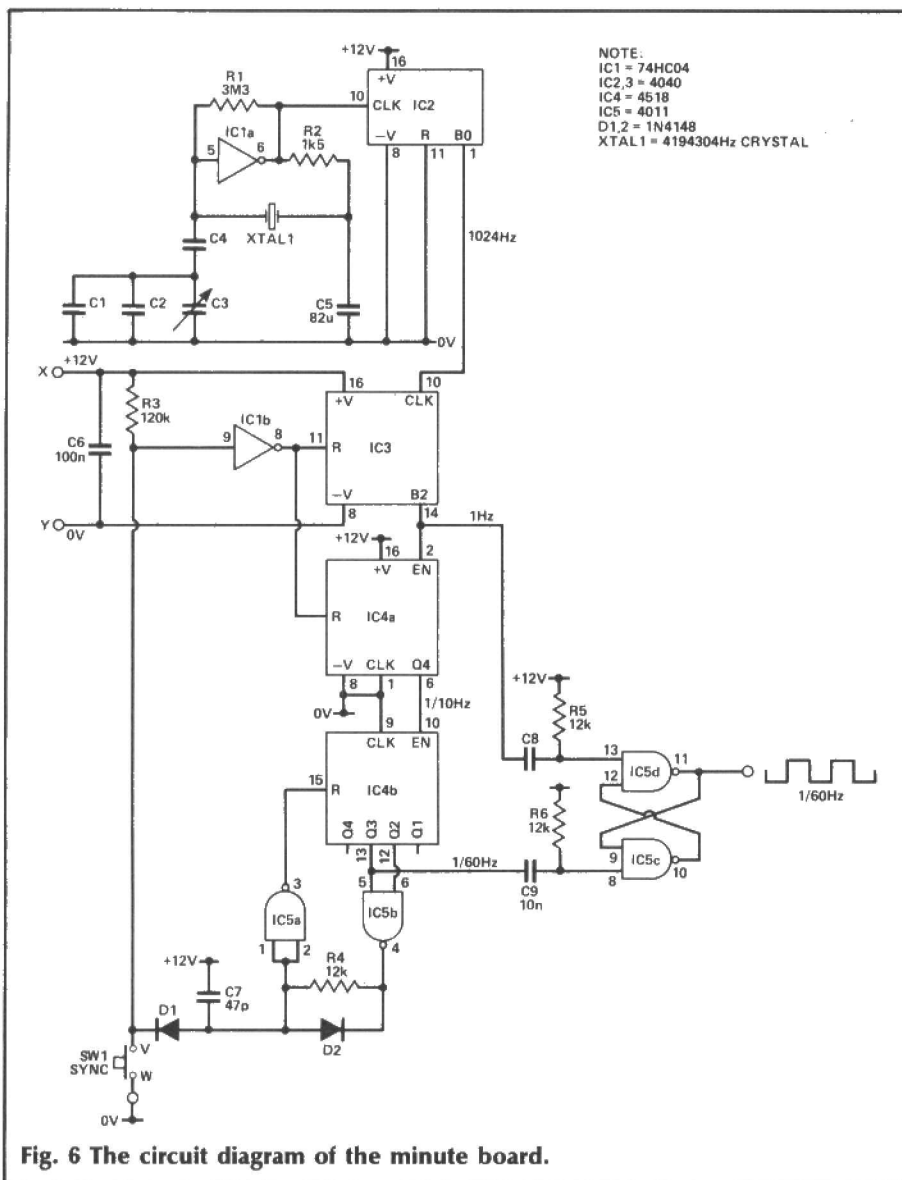 +12V
16
+V
10
CLK
IC2
−V
R
B0
8
11
1
NOTE:
IC1 = 74HC04
IC2,3 = 4040
IC4 = 4518
IC5 = 4011
D1,2 = 1N4148
XTAL1 = 4194304Hz CRYSTAL
R1
3M3
IC1a
5
6
R2
1k5
XTAL1
1024Hz
C4
C1
C2
C3
C5
82u
0V
X
+12V
R3
120k
C6
100n
Y
0V
IC1b
9
8
16
10
+V
CLK
11
R
IC3
−V
B2
8
14
1Hz
+12V
16
2
+V
EN
R
IC4a
−V
CLK
Q4
8
1
6
0V
1/10Hz
9
10
CLK
EN
15
R
IC4b
Q4
Q3
Q2
Q1
13
12
1/60Hz
+12V
R5
12k
C8
13
12
IC5d
11
1/60Hz
R6
12k
9
8
IC5c
10
C9
10n
3
IC5a
1
2
5
6
IC5b
4
R4
12k
+12V
C7
47p
D1
D2
SW1
SYNC
V
W
0V
Fig. 6 The circuit diagram of the minute board.